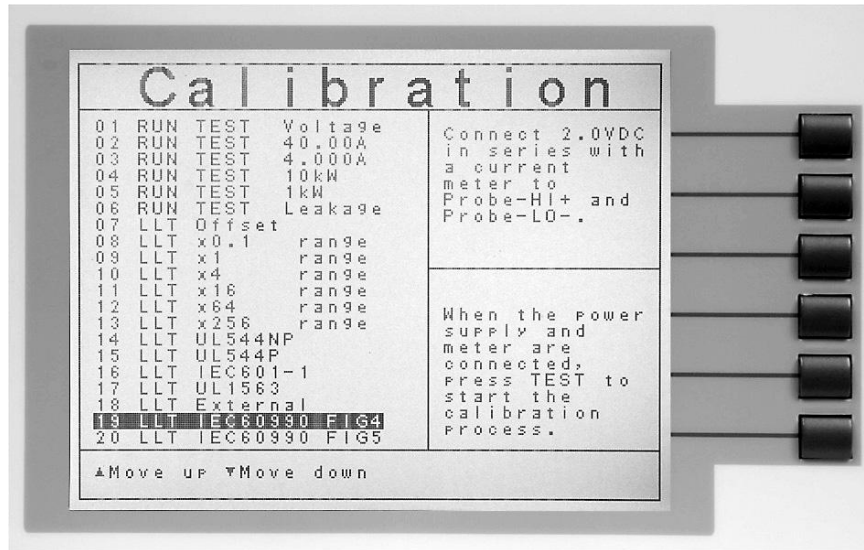 Calibration
01 RUN TEST Voltage
02 RUN TEST 40.00A
03 RUN TEST 4.000A
04 RUN TEST 10kW
05 RUN TEST 1kW
06 RUN TEST Leakage
07 LLT Offset
08 LLT x0.1 range
09 LLT x1 range
10 LLT x4 range
11 LLT x16 range
12 LLT x64 range
13 LLT x256 range
14 LLT UL544NP
15 LLT UL544P
16 LLT IEC601-1
17 LLT UL1563
18 LLT External
19 LLT IEC60990 FIG4
20 LLT IEC60990 FIG5
Connect 2.0VDC
in series with
a current
meter to
Probe-HI+ and
Probe-LO-.
When the power
supply and
meter are
connected,
press TEST to
start the
calibration
process.
▲Move up ▼Move down